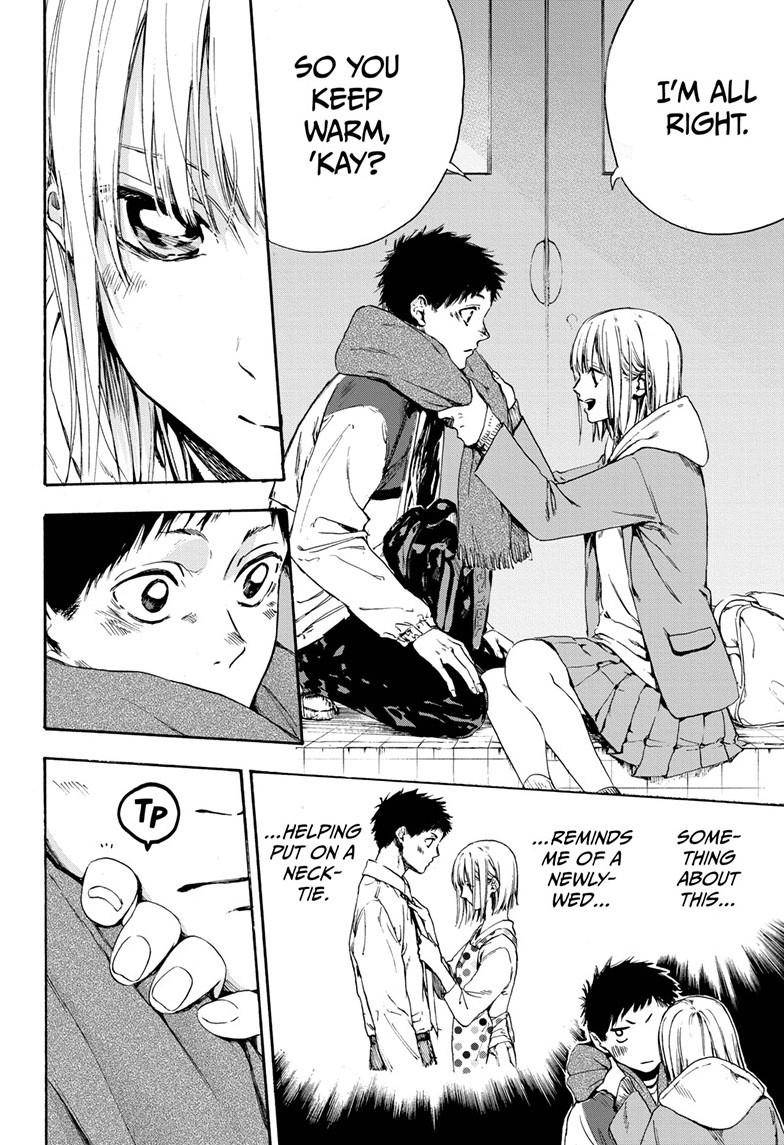 I'M ALL
RIGHT.
SO YOU
KEEP
WARM,
'KAY?
SOME-
THING
ABOUT
THIS...
...REMINDS
ME OF A
NEWLY-
WED...
...HELPING
PUT ON A
NECK-
TIE.
TP